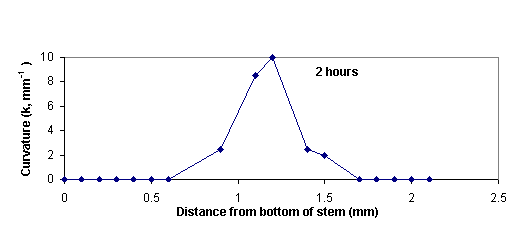 10
8
6
4
2
0
Curvature (k, mm⁻¹ )
2 hours
0 0.5 1 1.5 2 2.5
Distance from bottom of stem (mm)